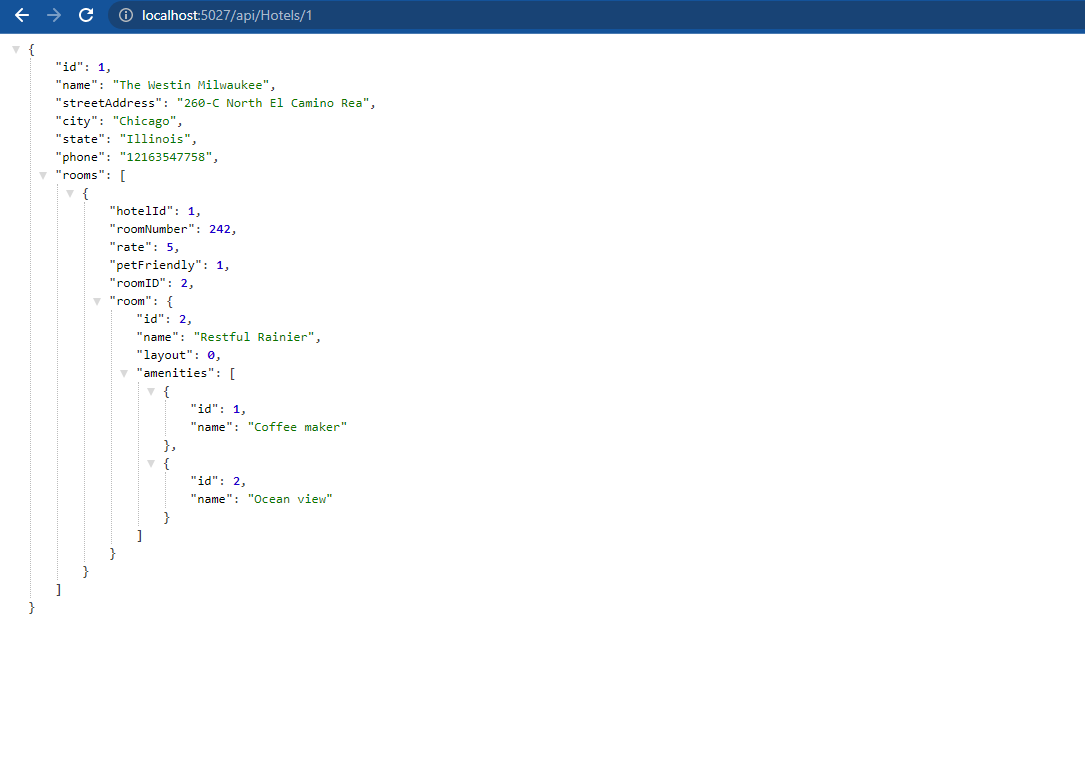 localhost:5027/api/Hotels/1
{
"id": 1,
"name": "The Westin Milwaukee",
"streetAddress": "260-C North El Camino Rea",
"city": "Chicago",
"state": "Illinois",
"phone": "12163547758",
"rooms": [
{
"hotelId": 1,
"roomNumber": 242,
"rate": 5,
"petFriendly": 1,
"roomID": 2,
"room": {
"id": 2,
"name": "Restful Rainier",
"layout": 0,
"amenities": [
{
"id": 1,
"name": "Coffee maker"
},
{
"id": 2,
"name": "Ocean view"
}
]
}
}
]
}